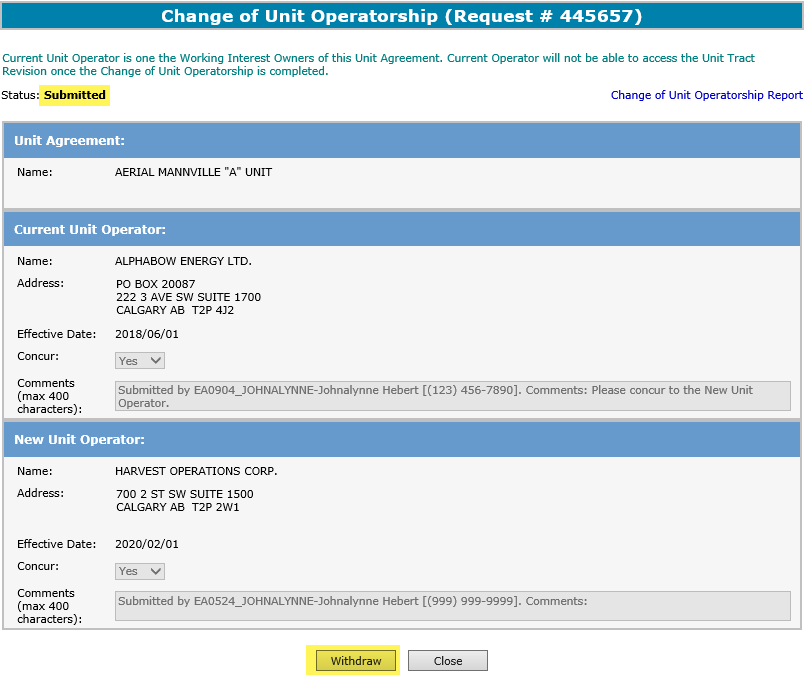 Change of Unit Operatorship (Request # 445657)
Current Unit Operator is one the Working Interest Owners of this Unit Agreement. Current Operator will not be able to access the Unit Tract
Revision once the Change of Unit Operatorship is completed.
Status: Submitted
Change of Unit Operatorship Report
Unit Agreement:
Name: AERIAL MANNVILLE "A" UNIT
Current Unit Operator:
Name: ALPHABOW ENERGY LTD.
Address: PO BOX 20087
222 3 AVE SW SUITE 1700
CALGARY AB  T2P 4J2
Effective Date: 2018/06/01
Concur: Yes
Comments
(max 400
characters):
Submitted by EA0904_JOHNALYNNE-Johnalynne Hebert [(123) 456-7890]. Comments: Please concur to the New Unit
Operator.
New Unit Operator:
Name: HARVEST OPERATIONS CORP.
Address: 700 2 ST SW SUITE 1500
CALGARY AB  T2P 2W1
Effective Date: 2020/02/01
Concur: Yes
Comments
(max 400
characters):
Submitted by EA0524_JOHNALYNNE-Johnalynne Hebert [(999) 999-9999]. Comments:
Withdraw
Close